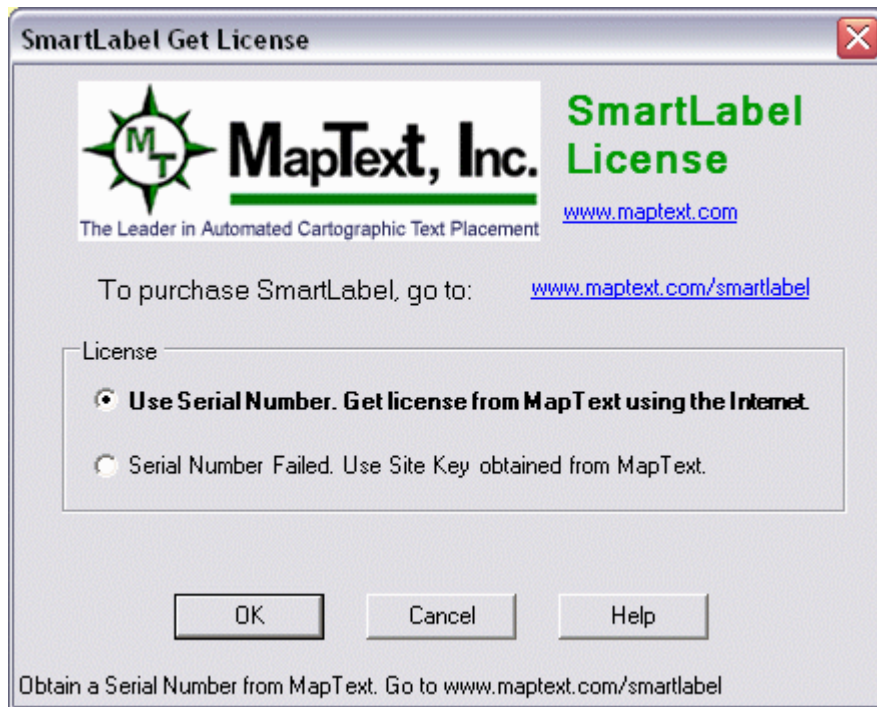 SmartLabel Get License
MT
MapText, Inc.
The Leader in Automated Cartographic Text Placement
SmartLabel
License
www.maptext.com
To purchase SmartLabel, go to: www.maptext.com/smartlabel
License
Use Serial Number. Get license from MapText using the Internet.
Serial Number Failed. Use Site Key obtained from MapText.
OK Cancel Help
Obtain a Serial Number from MapText. Go to www.maptext.com/smartlabel